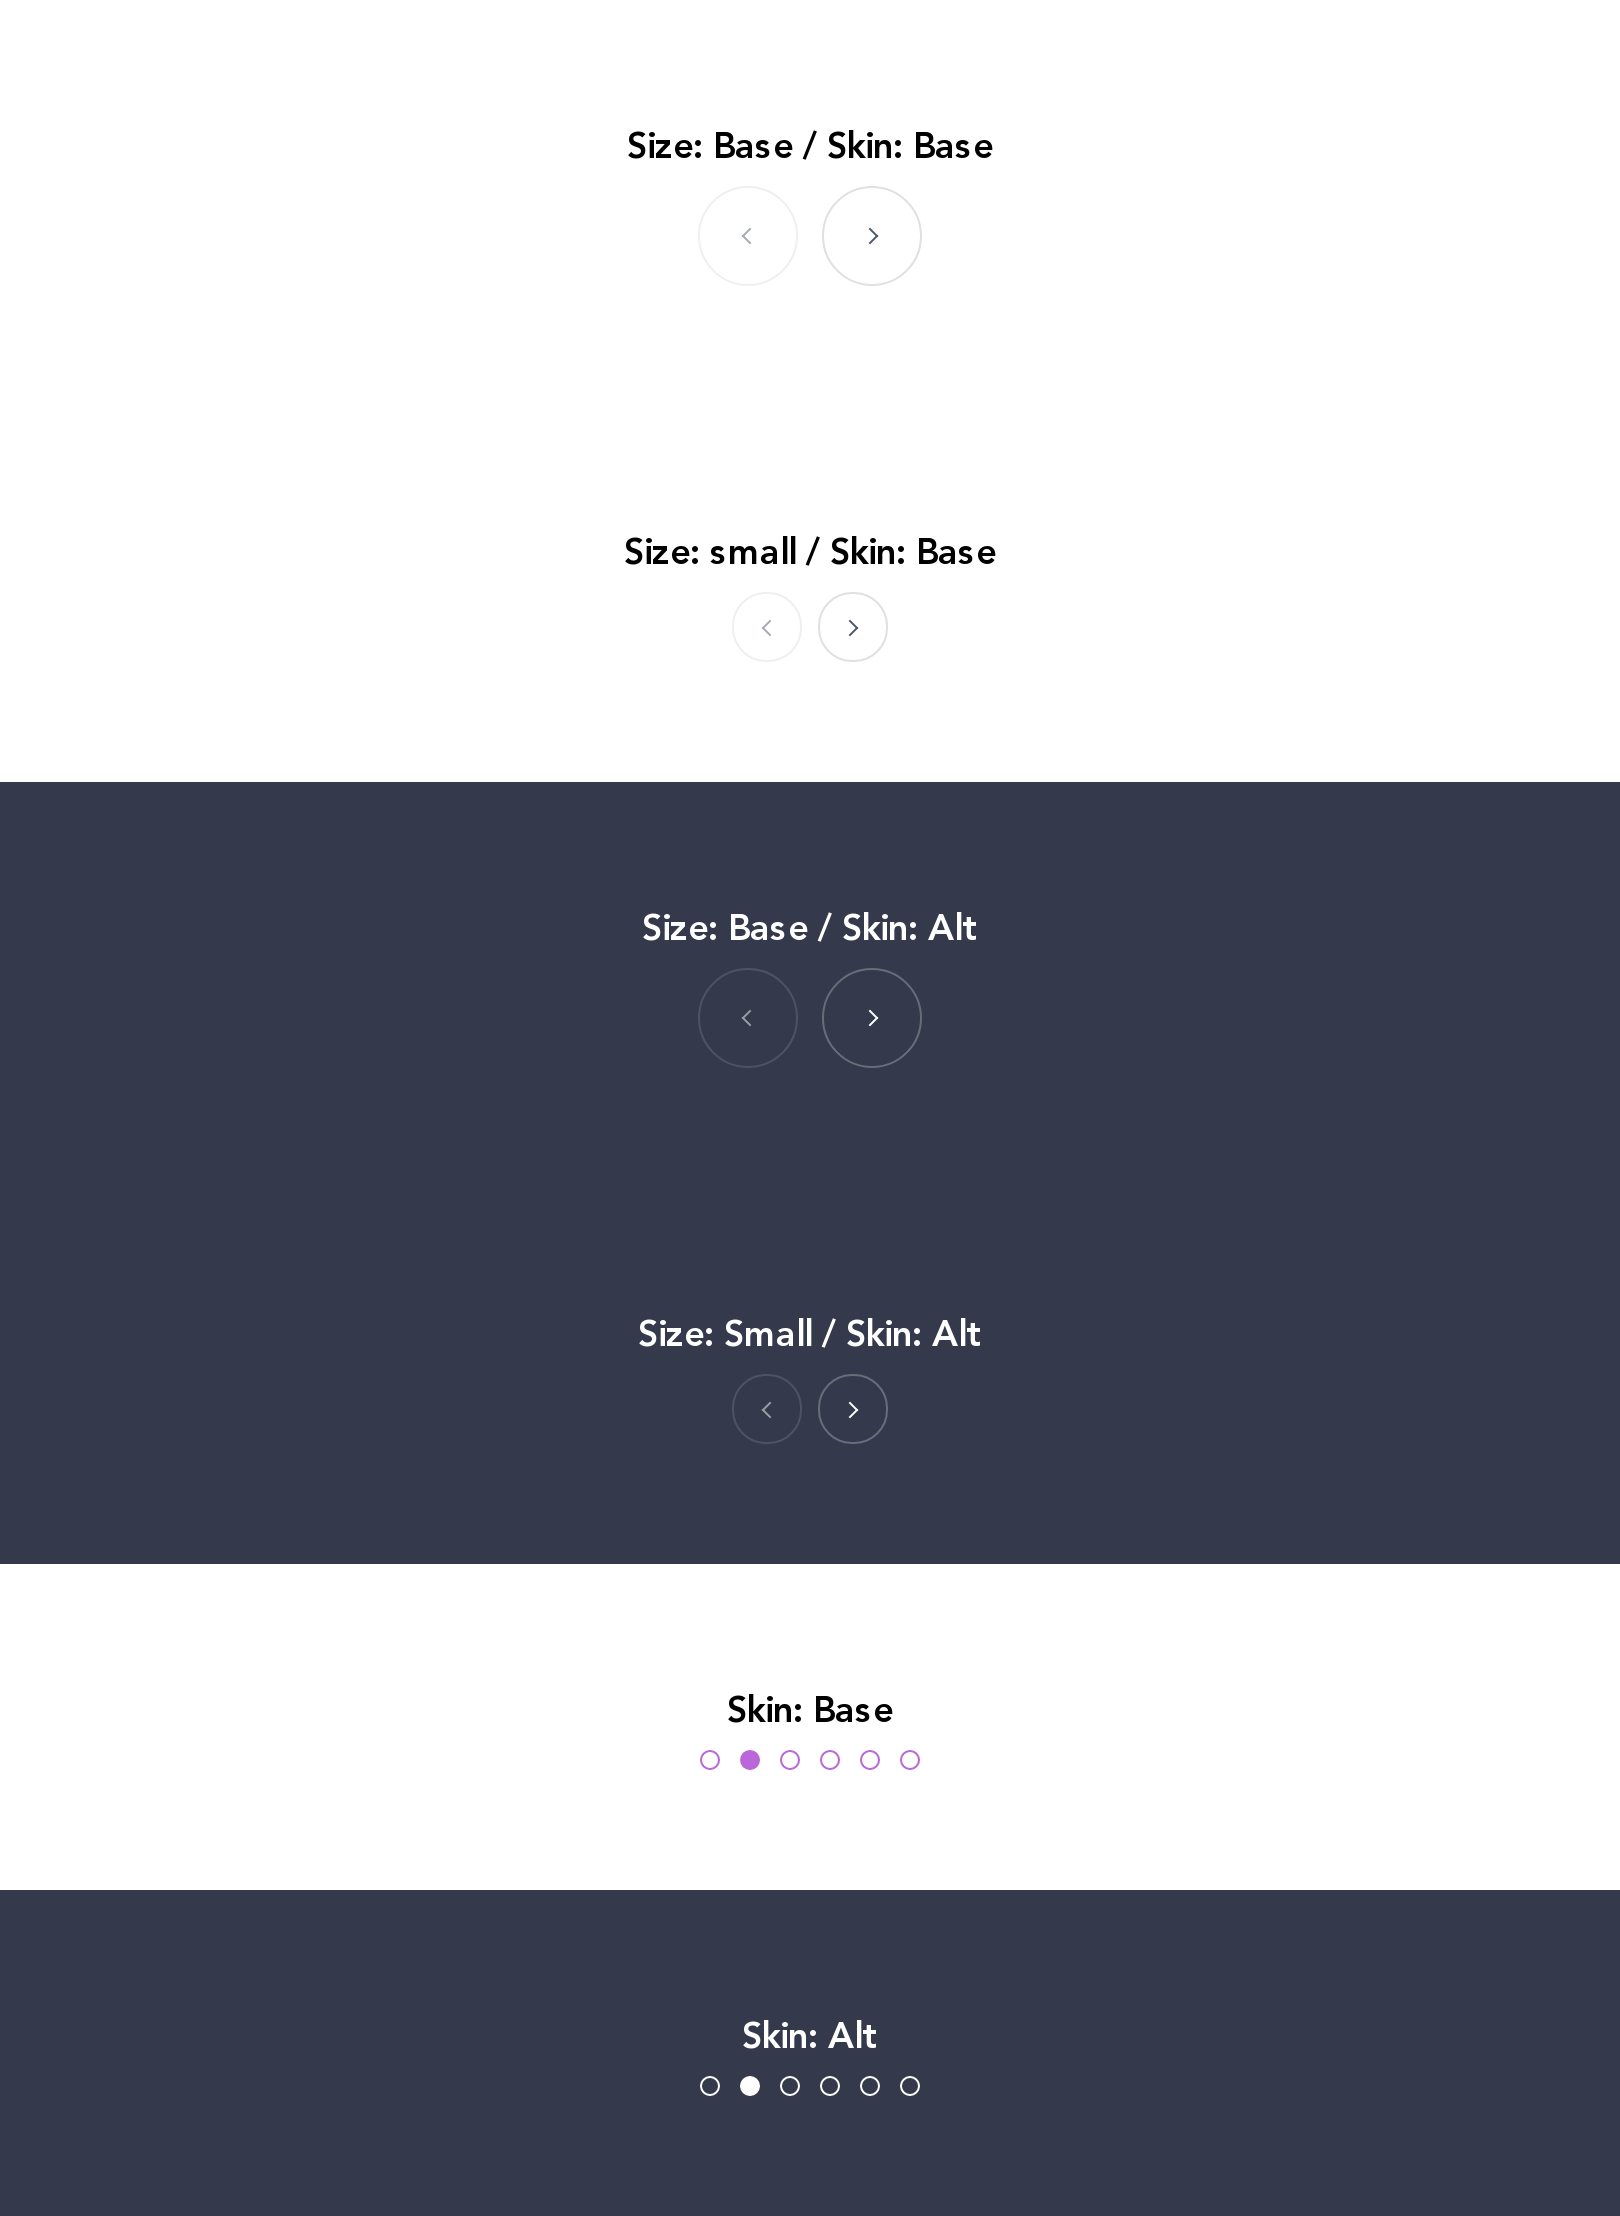 Size: Base / Skin: Base
Size: small / Skin: Base
Size: Base / Skin: Alt
Size: Small / Skin: Alt
Skin: Base
Skin: Alt